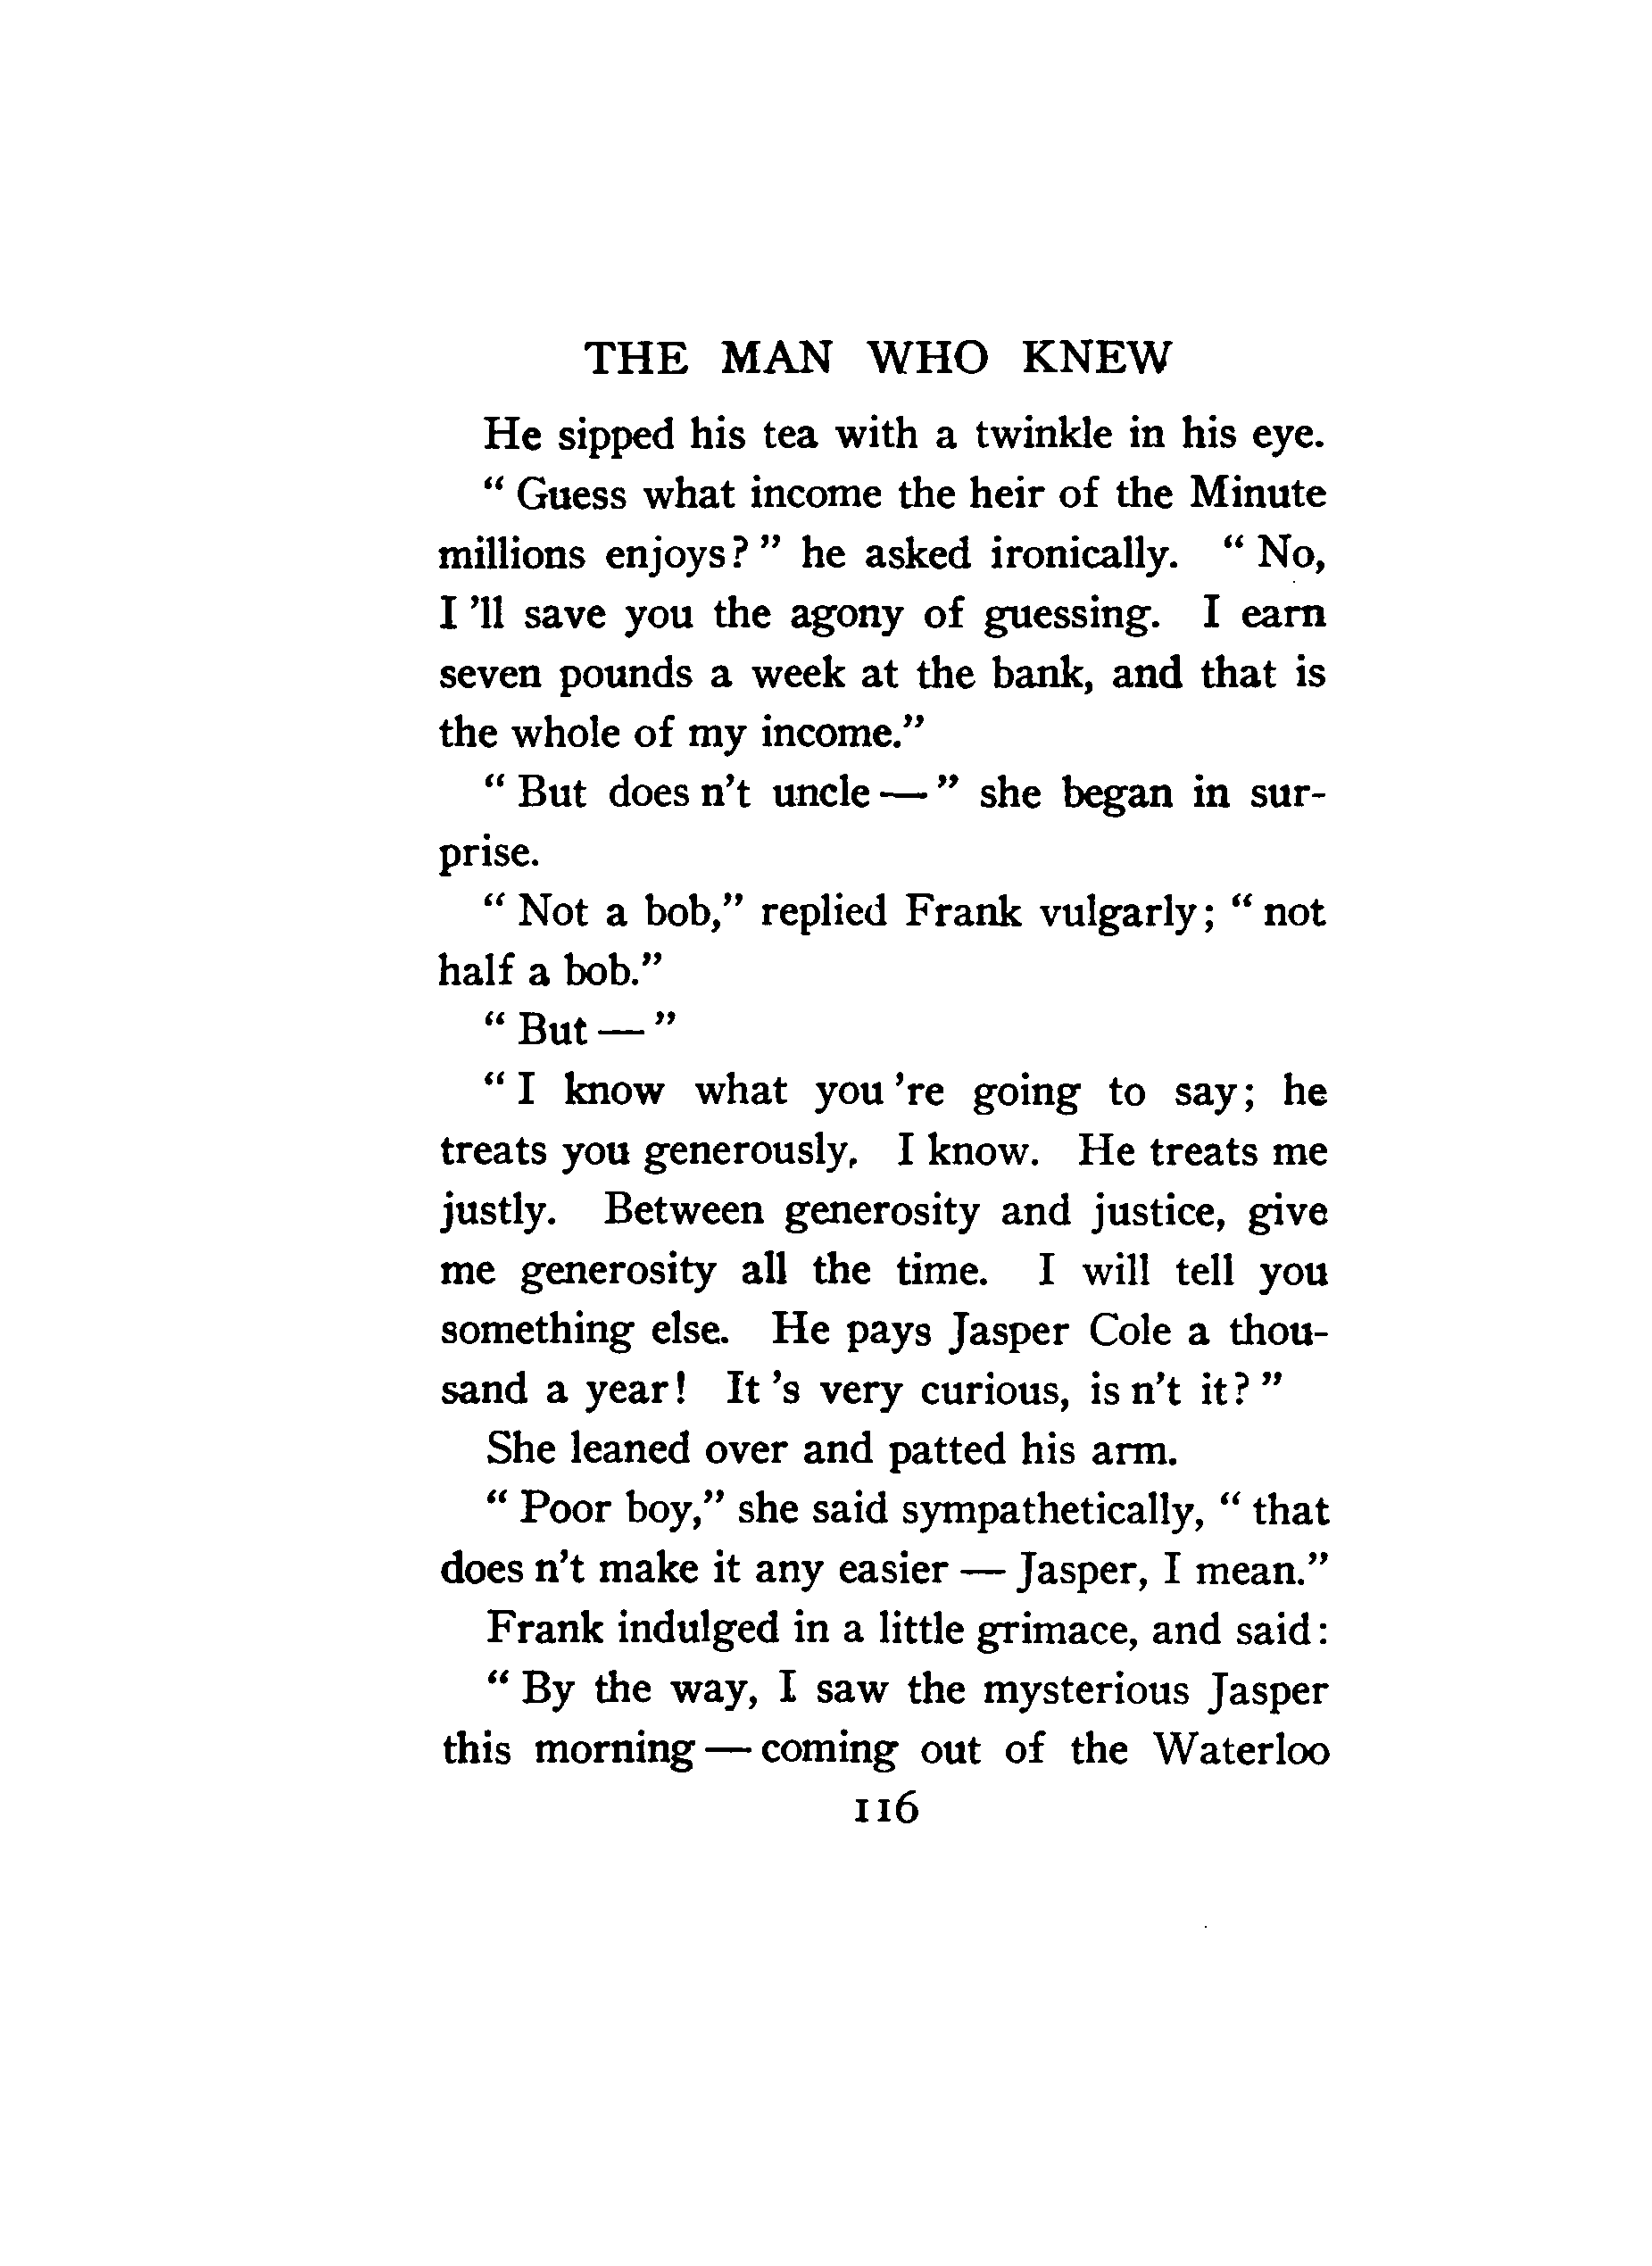 THE MAN WHO KNEW
He sipped his tea with a twinkle in his eye.
" Guess what income the heir of the Minute
millions enjoys? " he asked ironically. " No,
I 'll save you the agony of guessing. I earn
seven pounds a week at the bank, and that is
the whole of my income."
" But does n't uncle — " she began in sur-
prise.
" Not a bob," replied Frank vulgarly; " not
half a bob."
" But — "
" I know what you 're going to say; he
treats you generously, I know. He treats me
justly. Between generosity and justice, give
me generosity all the time. I will tell you
something else. He pays Jasper Cole a thou-
sand a year! It 's very curious, is n't it? "
She leaned over and patted his arm.
" Poor boy," she said sympathetically, " that
does n't make it any easier — Jasper, I mean."
Frank indulged in a little grimace, and said:
" By the way, I saw the mysterious Jasper
this morning — coming out of the Waterloo
116